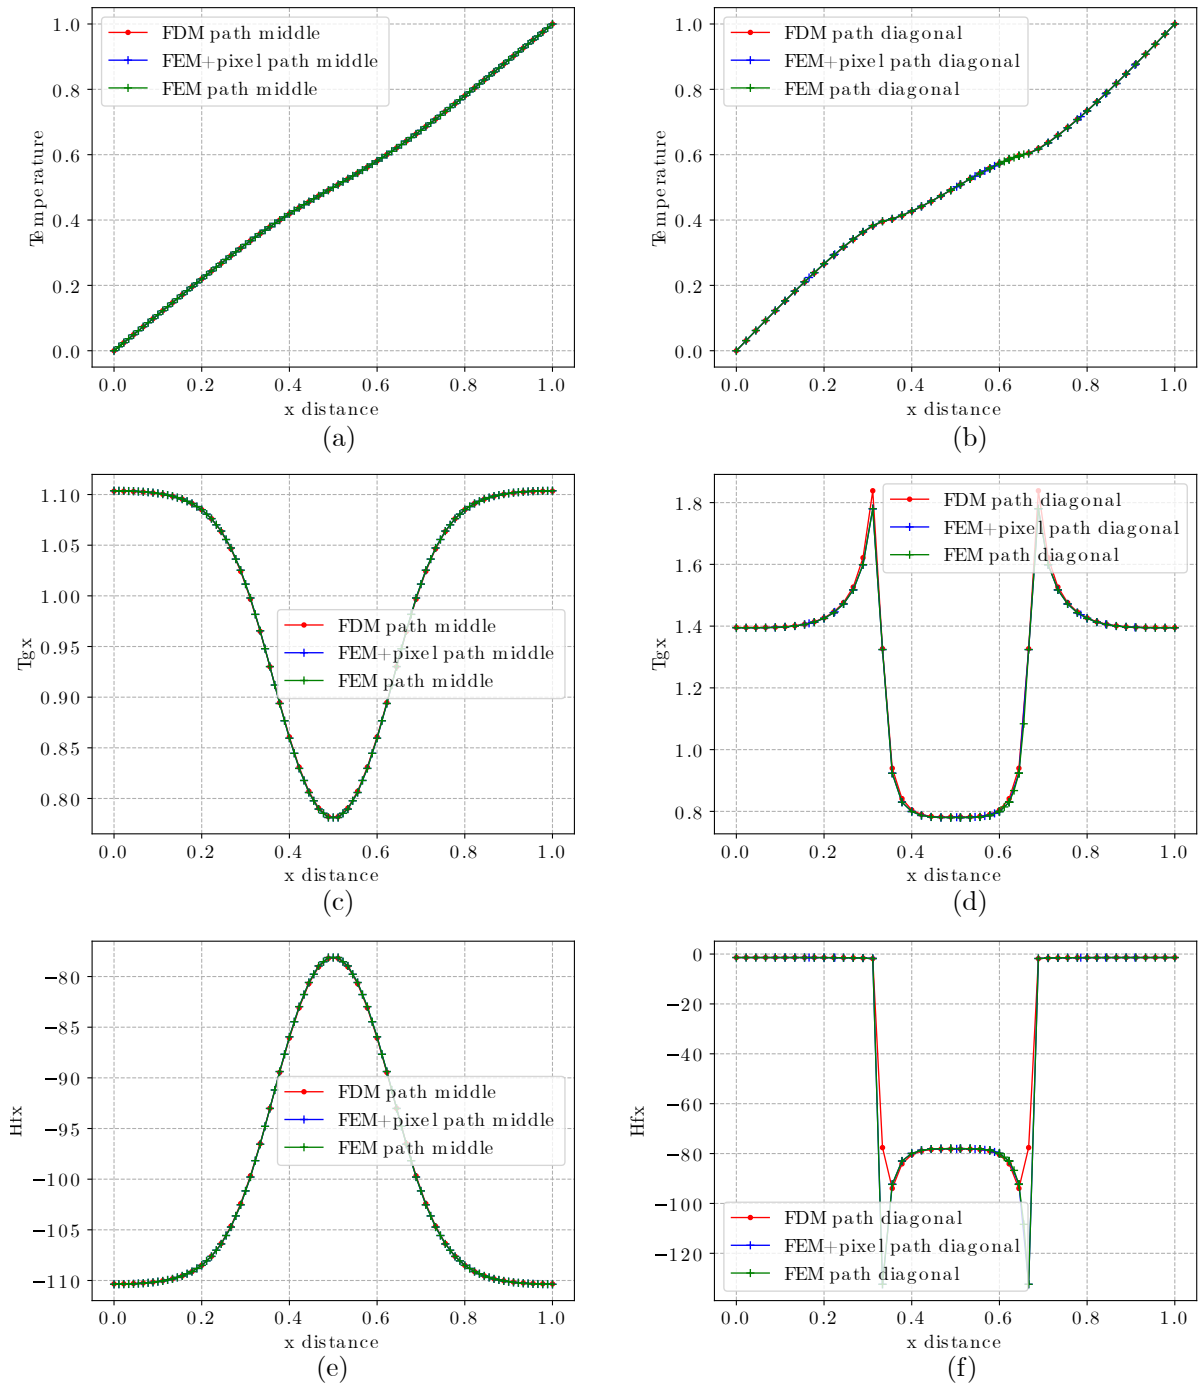 1.0
0.8
0.6
0.4
0.2
0.0
Temperature
FDM path middle
FEM+pixel path middle
FEM path middle
0.0 0.2 0.4 0.6 0.8 1.0
x distance
(a)
1.0
0.8
0.6
0.4
0.2
0.0
Temperature
FDM path diagonal
FEM+pixel path diagonal
FEM path diagonal
0.0 0.2 0.4 0.6 0.8 1.0
x distance
(b)
1.10
1.05
1.00
0.95
0.90
0.85
0.80
Tgx
FDM path middle
FEM+pixel path middle
FEM path middle
0.0 0.2 0.4 0.6 0.8 1.0
x distance
(c)
1.8
1.6
1.4
1.2
1.0
0.8
Tgx
FDM path diagonal
FEM+pixel path diagonal
FEM path diagonal
0.0 0.2 0.4 0.6 0.8 1.0
x distance
(d)
−80
−85
−90
−95
−100
−105
−110
Hfx
FDM path middle
FEM+pixel path middle
FEM path middle
0.0 0.2 0.4 0.6 0.8 1.0
x distance
(e)
0
−20
−40
−60
−80
−100
−120
Hfx
FDM path diagonal
FEM+pixel path diagonal
FEM path diagonal
0.0 0.2 0.4 0.6 0.8 1.0
x distance
(f)